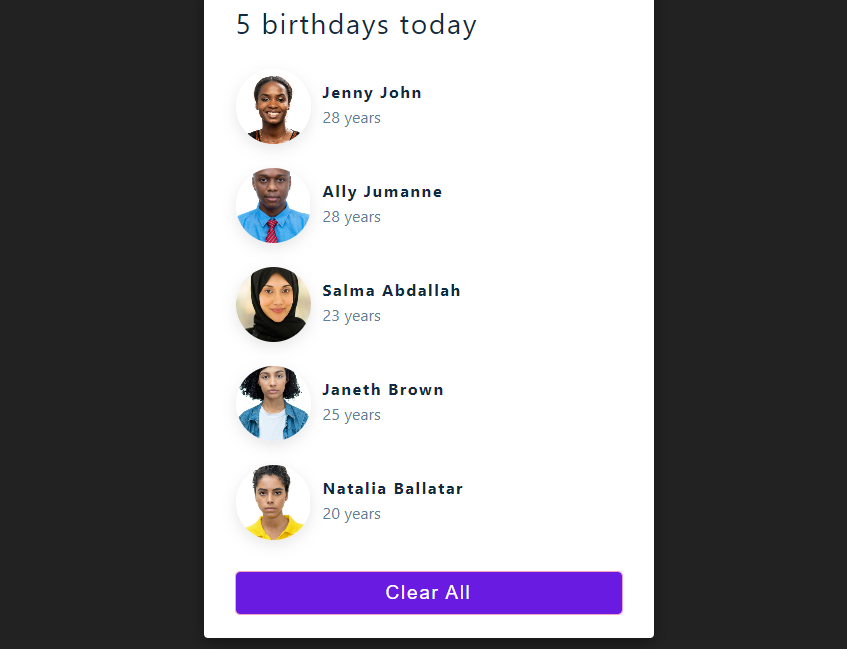 5 birthdays today
Jenny John
28 years
Ally Jumanne
28 years
Salma Abdallah
23 years
Janeth Brown
25 years
Natalia Ballatar
20 years
Clear All